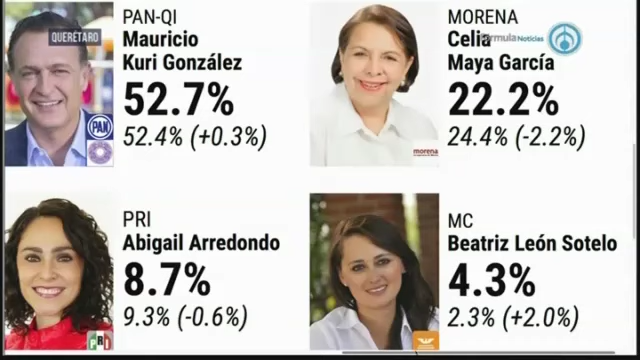 QUERÉTARO
PAN-QI
Mauricio
Kuri González
52.7%
52.4% (+0.3%)
PAN
MORENA
Celia
Maya García
22.2%
24.4% (-2.2%)
morena
Fórmula Noticias
PRI
Abigail Arredondo
8.7%
9.3% (-0.6%)
PRI
MC
Beatriz León Sotelo
4.3%
2.3% (+2.0%)